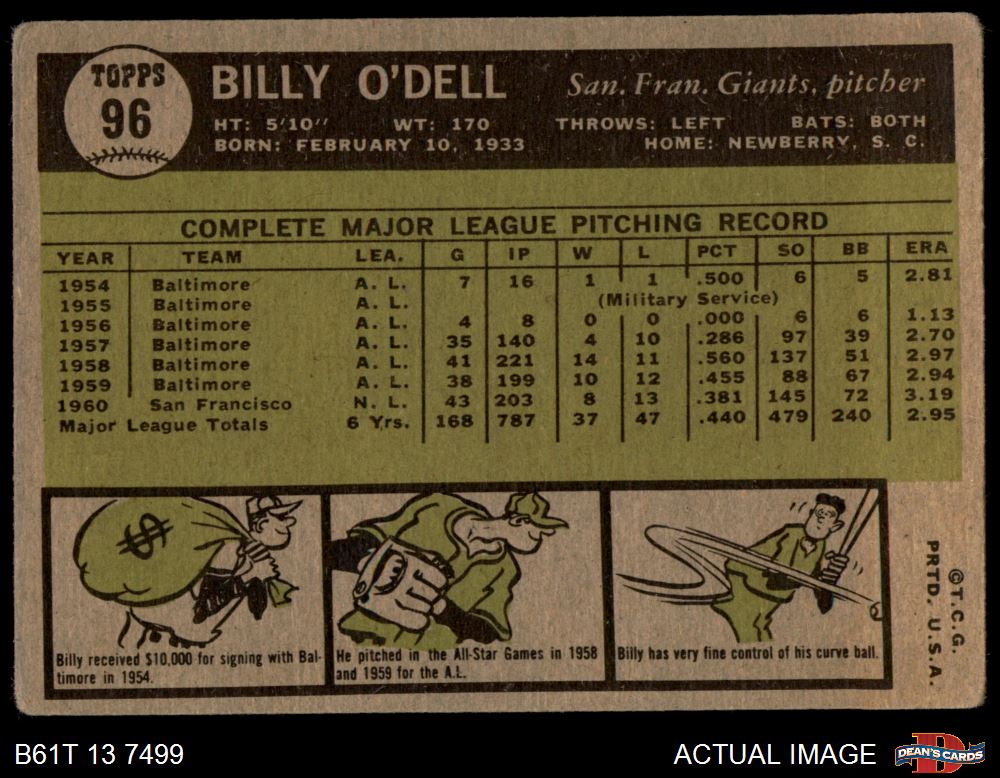 TOPPS
96
BILLY O'DELL San. Fran. Giants, pitcher
HT: 5'10" WT: 170 THROWS: LEFT BATS: BOTH
BORN: FEBRUARY 10, 1933 HOME: NEWBERRY, S. C.
COMPLETE MAJOR LEAGUE PITCHING RECORD
YEAR TEAM LEA. G IP W L PCT SO BB ERA
1954 Baltimore A. L. 7 16 1 1 .500 6 5 2.81
1955 Baltimore A. L. (Military Service)
1956 Baltimore A. L. 4 8 0 0 .000 6 6 1.13
1957 Baltimore A. L. 35 140 4 10 .286 97 39 2.70
1958 Baltimore A. L. 41 221 14 11 .560 137 51 2.97
1959 Baltimore A. L. 38 199 10 12 .455 88 67 2.94
1960 San Francisco N. L. 43 203 8 13 .381 145 72 3.19
Major League Totals 6 Yrs. 168 787 37 47 .440 479 240 2.95
$
Billy received $10,000 for signing with Bal-
timore in 1954.
He pitched in the All-Star Games in 1958
and 1959 for the A.L.
Billy has very fine control of his curve ball.
©T.C.G.
PRTD. U.S.A.
B61T 13 7499 ACTUAL IMAGE DEAN'S CARDS